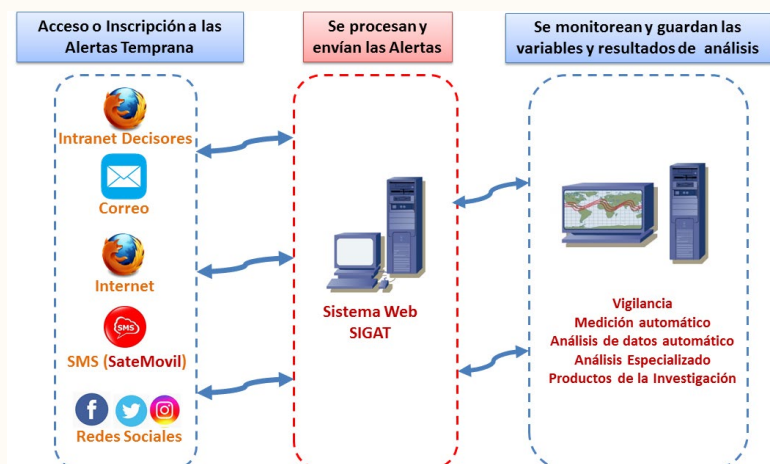 Acceso o Inscripción a las
Alertas Temprana
Se procesan y
envían las Alertas
Se monitorean y guardan las
variables y resultados de análisis
Intranet Decisores
Correo
Internet
SMS
SMS (SateMovil)
Redes Sociales
Sistema Web
SIGAT
Vigilancia
Medición automático
Análisis de datos automático
Análisis Especializado
Productos de la Investigación